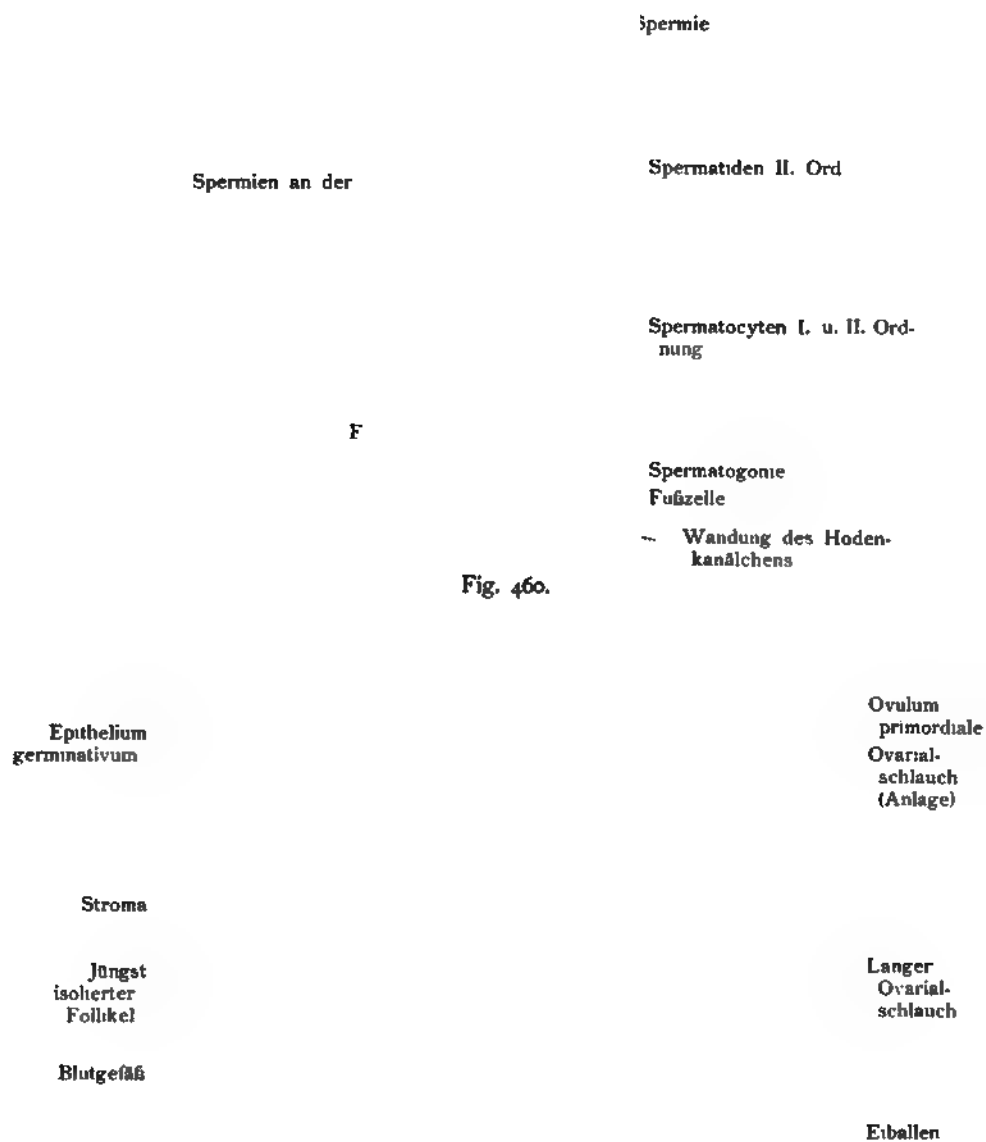 Spermie
Spermien an der
Spermatiden II. Ord
Spermatocyten I. u. II. Ord-
nung
F
Spermatogonie
Fußzelle
Wandung des Hoden-
kanälchens
Fig. 460.
Epithelium
germinativum
Ovulum
primordiale
Ovarial-
schlauch
(Anlage)
Stroma
Jüngst
isolierter
Follikel
Langer
Ovarial-
schlauch
Blutgefäß
Eiballen